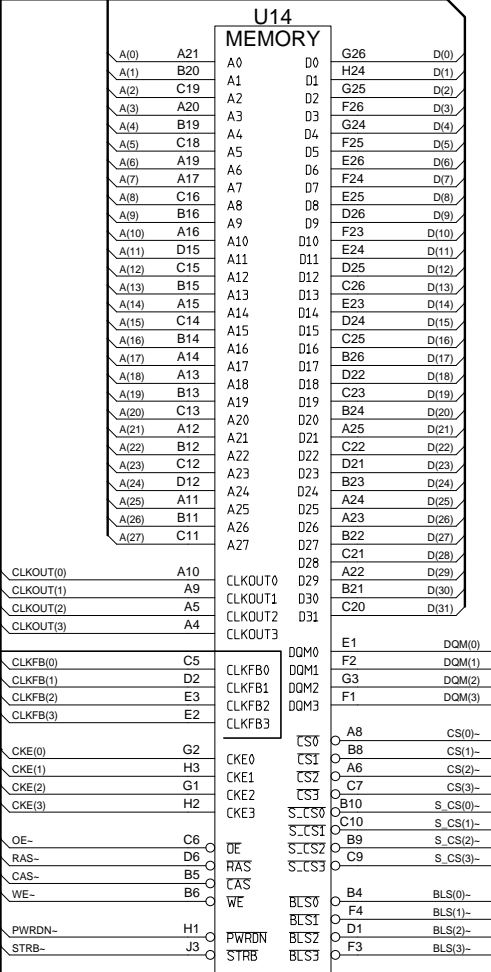 U14
MEMORY
A(0) A21 A0 D0 G26 D(0)
A(1) B20 A1 D1 H24 D(1)
A(2) C19 A2 D2 G25 D(2)
A(3) A20 A3 D3 F26 D(3)
A(4) B19 A4 D4 G24 D(4)
A(5) C18 A5 D5 F25 D(5)
A(6) A19 A6 D6 E26 D(6)
A(7) A17 A7 D7 F24 D(7)
A(8) C16 A8 D8 E25 D(8)
A(9) B16 A9 D9 D26 D(9)
A(10) A16 A10 D10 F23 D(10)
A(11) D15 A11 D11 E24 D(11)
A(12) C15 A12 D12 D25 D(12)
A(13) B15 A13 D13 C26 D(13)
A(14) A15 A14 D14 E23 D(14)
A(15) C14 A15 D15 D24 D(15)
A(16) B14 A16 D16 C25 D(16)
A(17) A14 A17 D17 B26 D(17)
A(18) A13 A18 D18 D22 D(18)
A(19) B13 A19 D19 C23 D(19)
A(20) C13 A20 D20 B24 D(20)
A(21) A12 A21 D21 A25 D(21)
A(22) B12 A22 D22 C22 D(22)
A(23) C12 A23 D23 D21 D(23)
A(24) D12 A24 D24 B23 D(24)
A(25) A11 A25 D25 A24 D(25)
A(26) B11 A26 D26 A23 D(26)
A(27) C11 A27 D27 B22 D(27)
D28 C21 D(28)
CLKOUT(0) A10 CLKOUT0 D29 A22 D(29)
CLKOUT(1) A9 CLKOUT1 D30 B21 D(30)
CLKOUT(2) A5 CLKOUT2 D31 C20 D(31)
CLKOUT(3) A4 CLKOUT3
DQM0 E1 DQM(0)
CLKFB(0) C5 CLKFB0 DQM1 F2 DQM(1)
CLKFB(1) D2 CLKFB1 DQM2 G3 DQM(2)
CLKFB(2) E3 CLKFB2 DQM3 F1 DQM(3)
CLKFB(3) E2 CLKFB3
CS0 A8 CS(0)~
CKE(0) G2 CKE0 CS1 B8 CS(1)~
CKE(1) H3 CKE1 CS2 A6 CS(2)~
CKE(2) G1 CKE2 CS3 C7 CS(3)~
CKE(3) H2 CKE3 S_CS0 B10 S_CS(0)~
S_CS1 C10 S_CS(1)~
OE~ C6 OE S_CS2 B9 S_CS(2)~
RAS~ D6 RAS S_CS3 C9 S_CS(3)~
CAS~ B5 CAS
WE~ B6 WE BLS0 B4 BLS(0)~
BLS1 F4 BLS(1)~
PWRDN~ H1 PWRDN BLS2 D1 BLS(2)~
STRB~ J3 STRB BLS3 F3 BLS(3)~